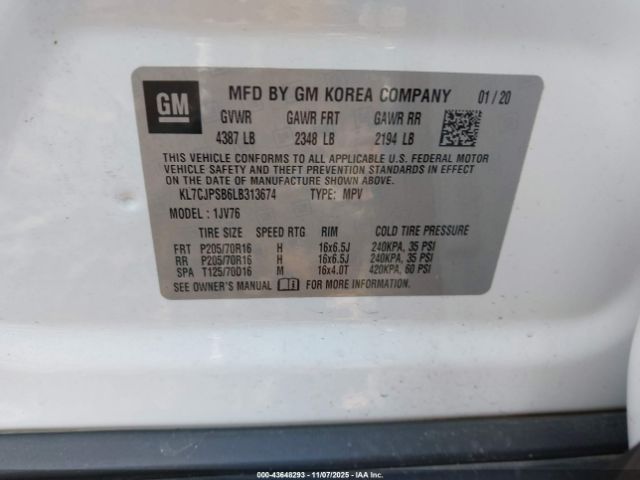 GM
MFD BY GM KOREA COMPANY 01 / 20
GVWR GAWR FRT GAWR RR
4387 LB 2348 LB 2194 LB
THIS VEHICLE CONFORMS TO ALL APPLICABLE U.S. FEDERAL MOTOR
VEHICLE SAFETY AND THEFT PREVENTION STANDARDS IN EFFECT ON
THE DATE OF MANUFACTURE SHOWN ABOVE.
KL7CJPSB6LB313674 TYPE: MPV
MODEL : 1JV76
TIRE SIZE SPEED RTG RIM COLD TIRE PRESSURE
FRT P205/70R16 H 16x6.5J 240KPA, 35 PSI
RR P205/70R16 H 16x6.5J 240KPA, 35 PSI
SPA T125/70D16 M 16x4.0T 420KPA, 60 PSI
SEE OWNER'S MANUAL i FOR MORE INFORMATION.
000-43648293 - 11/07/2025 - IAAI.com